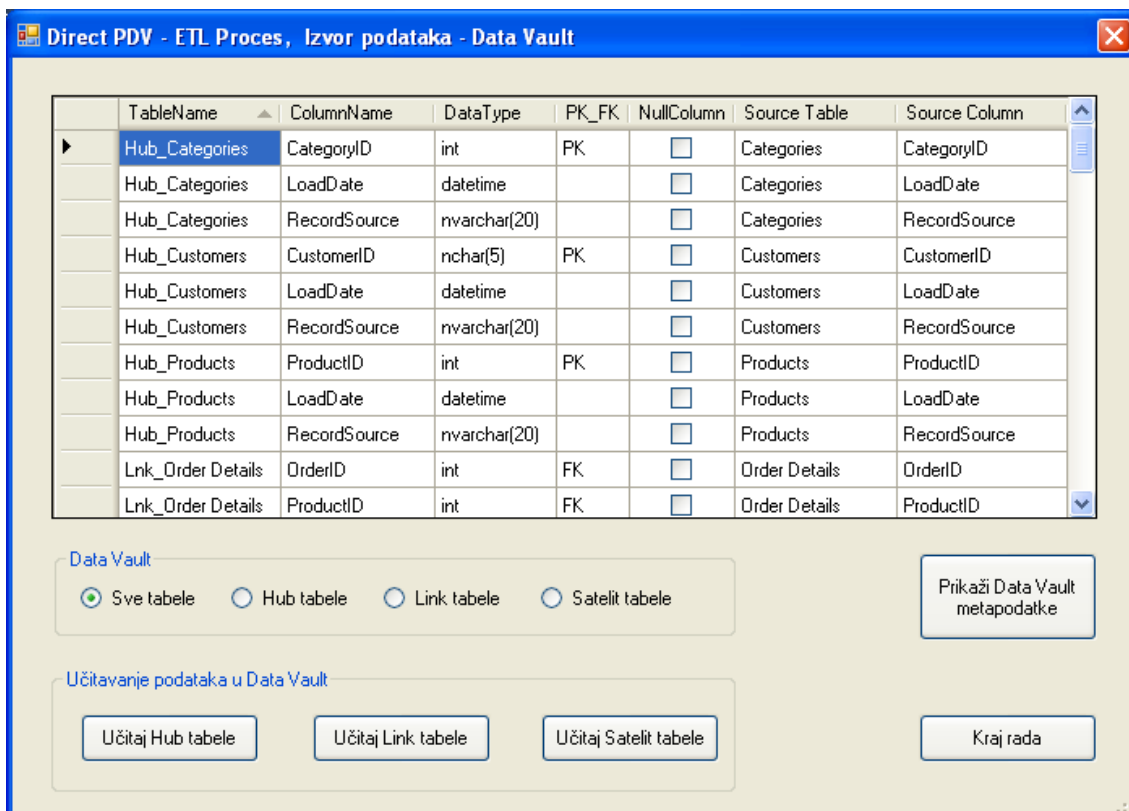 Direct PDV - ETL Proces, Izvor podataka - Data Vault
TableName ColumnName DataType PK_FK NullColumn Source Table Source Column
Hub_Categories CategoryID int PK Categories CategoryID
Hub_Categories LoadDate datetime Categories LoadDate
Hub_Categories RecordSource nvarchar(20) Categories RecordSource
Hub_Customers CustomerID nchar(5) PK Customers CustomerID
Hub_Customers LoadDate datetime Customers LoadDate
Hub_Customers RecordSource nvarchar(20) Customers RecordSource
Hub_Products ProductID int PK Products ProductID
Hub_Products LoadDate datetime Products LoadDate
Hub_Products RecordSource nvarchar(20) Products RecordSource
Lnk_Order Details OrderID int FK Order Details OrderID
Lnk_Order Details ProductID int FK Order Details ProductID
Data Vault
Sve tabele Hub tabele Link tabele Satelit tabele
Prikaži Data Vault
metapodatke
Učitavanje podataka u Data Vault
Učitaj Hub tabele Učitaj Link tabele Učitaj Satelit tabele Kraj rada